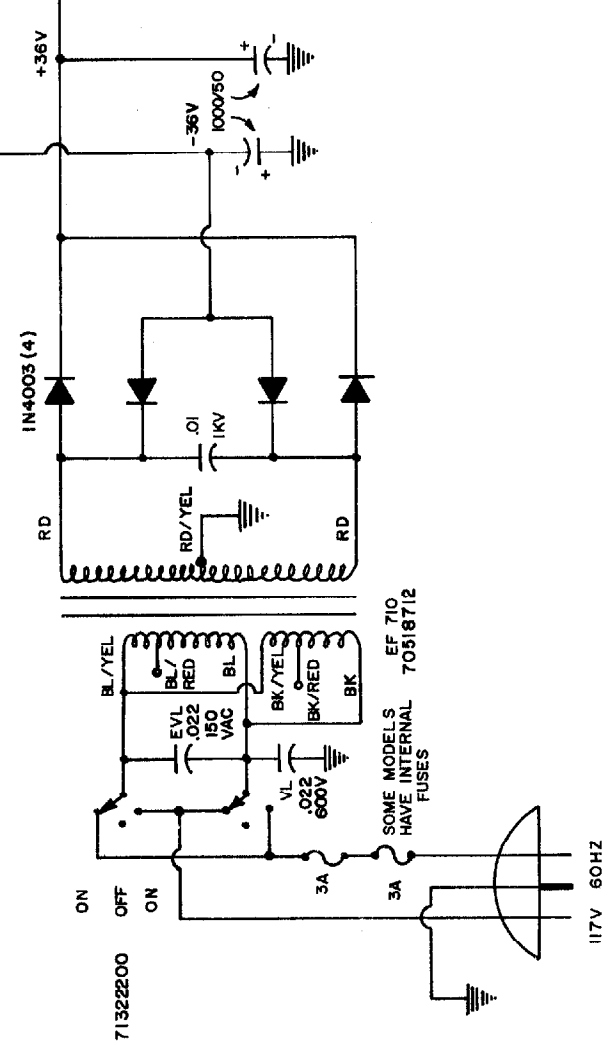 +36V
+
-
1000/50
-36V
-
+
1N4003 (4)
.01
1KV
RD
RD/YEL
RD
BL/YEL
BL/
RED
BL
BK/YEL
BK/RED
BK
EF 710
70518712
EVL
.022
150
VAC
VL
.022
600V
SOME MODELS
HAVE INTERNAL
FUSES
ON
OFF
ON
3A
3A
71322200
117V 60HZ